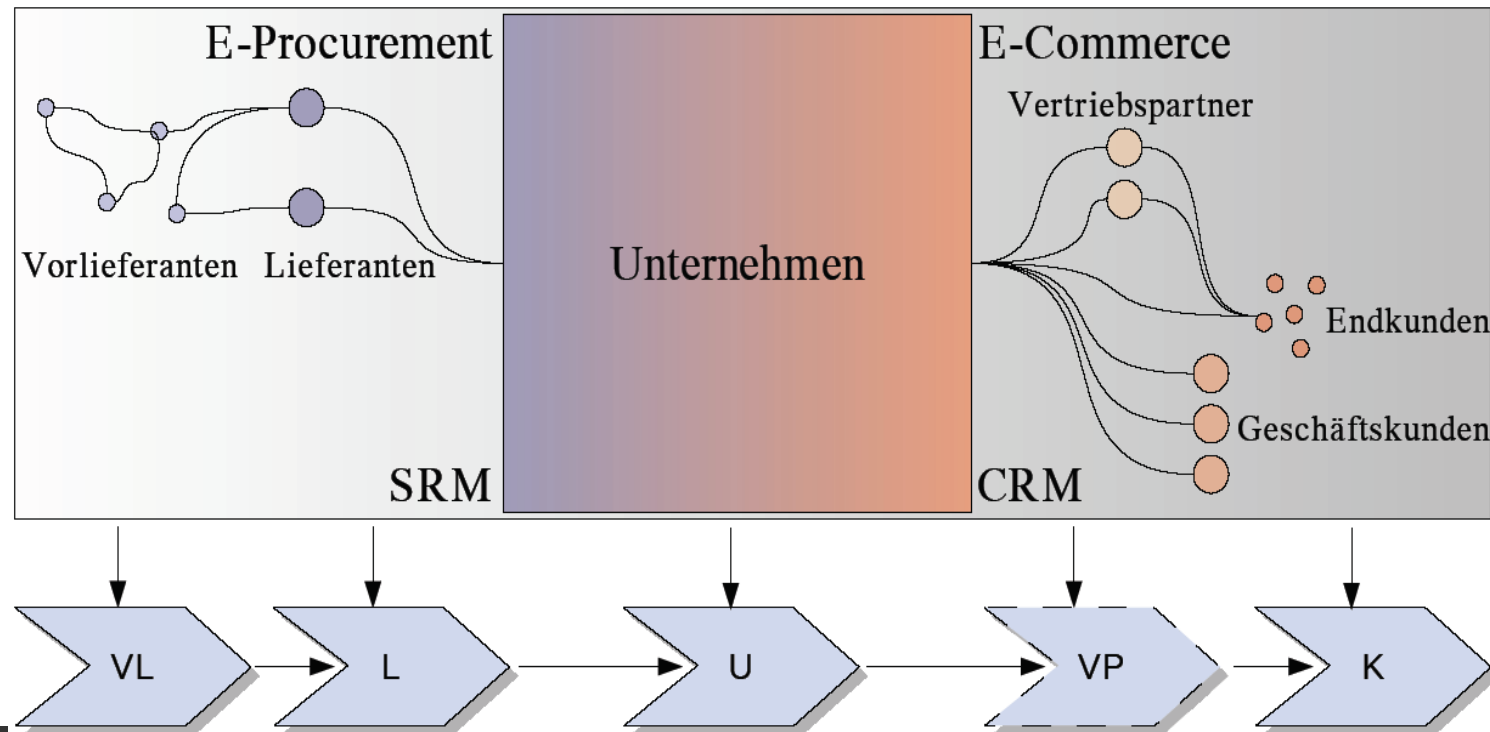 E-Procurement
E-Commerce
Vertriebspartner
Vorlieferanten
Lieferanten
Unternehmen
Endkunden
Geschäftskunden
SRM
CRM
VL
L
U
VP
K